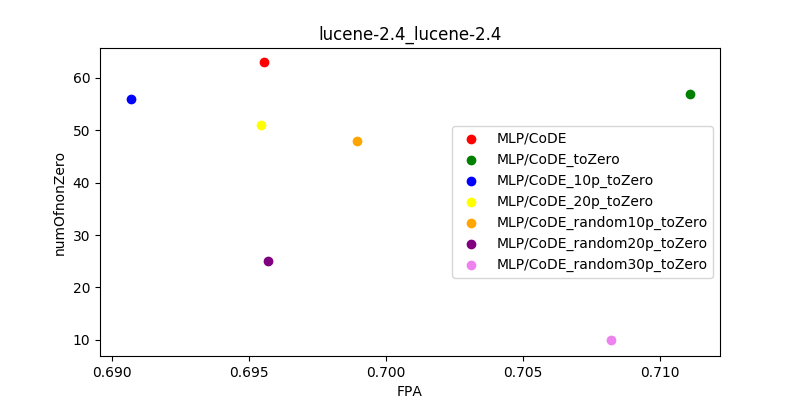 lucene-2.4_lucene-2.4
numOfnonZero
60
50
40
30
20
10
MLP/CoDE
MLP/CoDE_toZero
MLP/CoDE_10p_toZero
MLP/CoDE_20p_toZero
MLP/CoDE_random10p_toZero
MLP/CoDE_random20p_toZero
MLP/CoDE_random30p_toZero
0.690 0.695 0.700 0.705 0.710
FPA